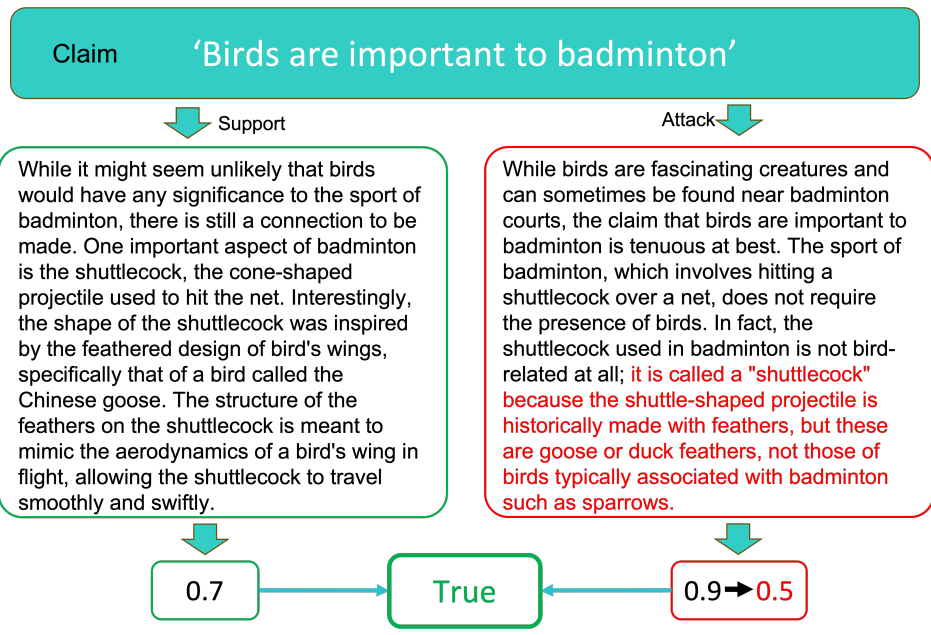 Claim
‘Birds are important to badminton’
Support
Attack
While it might seem unlikely that birds
would have any significance to the sport of
badminton, there is still a connection to be
made. One important aspect of badminton
is the shuttlecock, the cone-shaped
projectile used to hit the net. Interestingly,
the shape of the shuttlecock was inspired
by the feathered design of bird's wings,
specifically that of a bird called the
Chinese goose. The structure of the
feathers on the shuttlecock is meant to
mimic the aerodynamics of a bird's wing in
flight, allowing the shuttlecock to travel
smoothly and swiftly.
While birds are fascinating creatures and
can sometimes be found near badminton
courts, the claim that birds are important to
badminton is tenuous at best. The sport of
badminton, which involves hitting a
shuttlecock over a net, does not require
the presence of birds. In fact, the
shuttlecock used in badminton is not bird-
related at all; it is called a "shuttlecock"
because the shuttle-shaped projectile is
historically made with feathers, but these
are goose or duck feathers, not those of
birds typically associated with badminton
such as sparrows.
0.7
True
0.9➔0.5